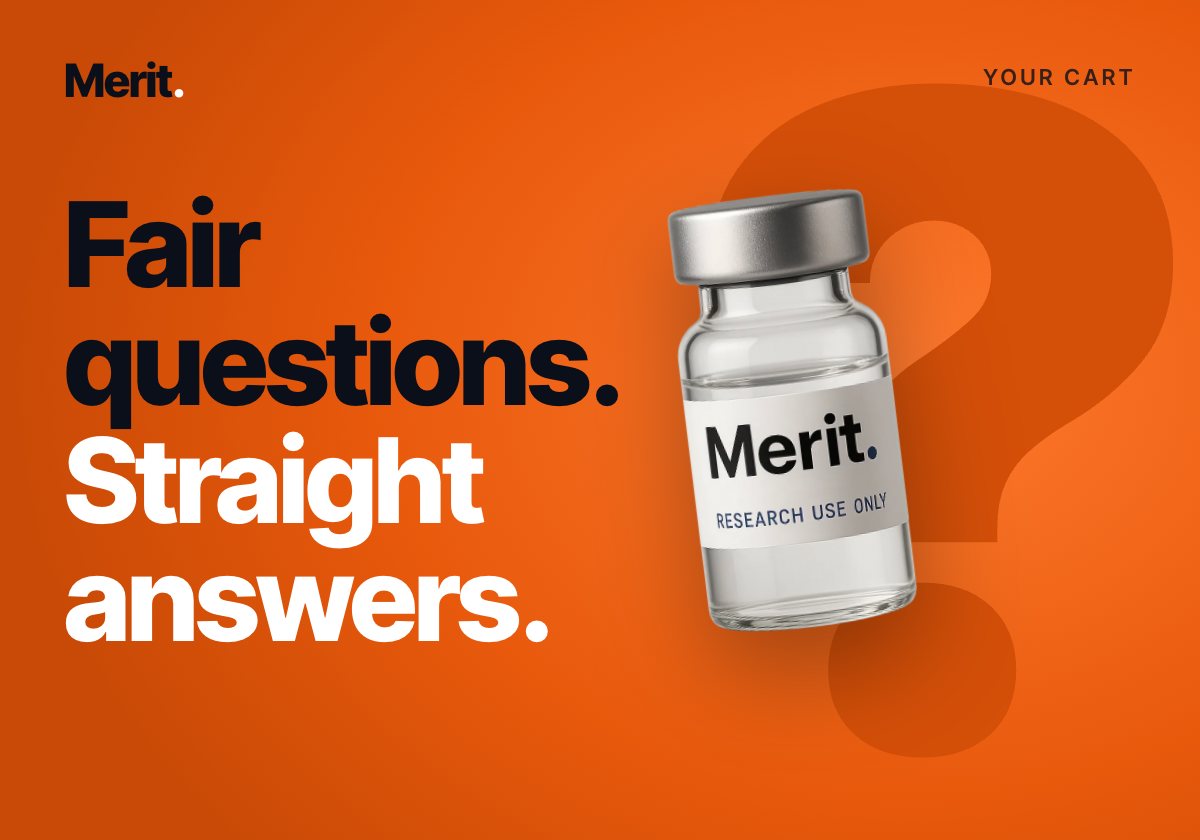 Merit.
YOUR CART
Fair
questions.
Straight
answers.
Merit.
RESEARCH USE ONLY